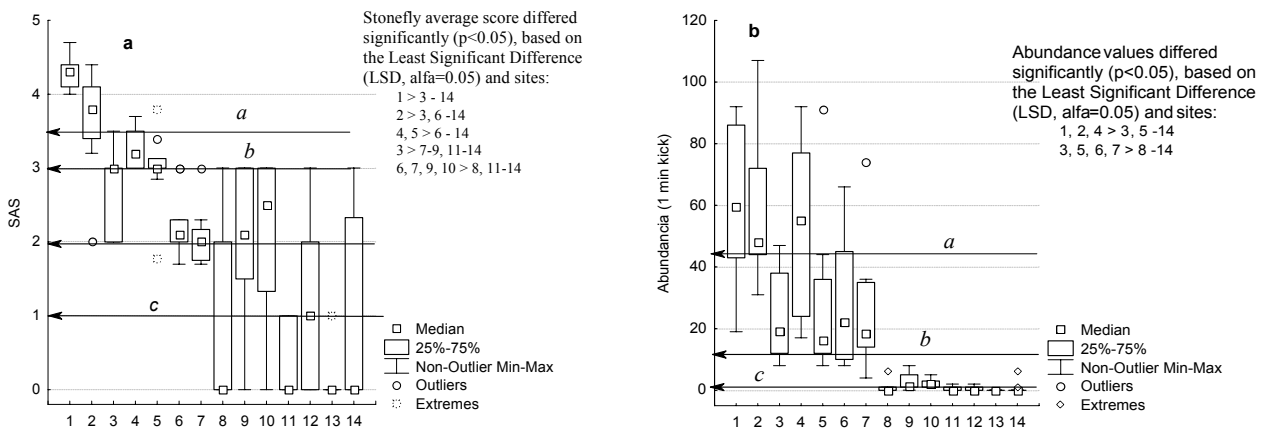 a
Stonefly average score differed
significantly (p<0.05), based on
the Least Significant Difference
(LSD, alfa=0.05) and sites:
1 > 3 - 14
2 > 3, 6 -14
4, 5 > 6 - 14
3 > 7-9, 11-14
6, 7, 9, 10 > 8, 11-14
SAS
5
4
3
2
1
0
a
b
c
1 2 3 4 5 6 7 8 9 10 11 12 13 14
Median
25%-75%
Non-Outlier Min-Max
Outliers
Extremes
b
Abundance values differed
significantly (p<0.05), based on
the Least Significant Difference
(LSD, alfa=0.05) and sites:
1, 2, 4 > 3, 5 -14
3, 5, 6, 7 > 8 -14
Abundancia (1 min kick)
120
100
80
60
40
20
0
a
b
c
1 2 3 4 5 6 7 8 9 10 11 12 13 14
Median
25%-75%
Non-Outlier Min-Max
Outliers
Extremes